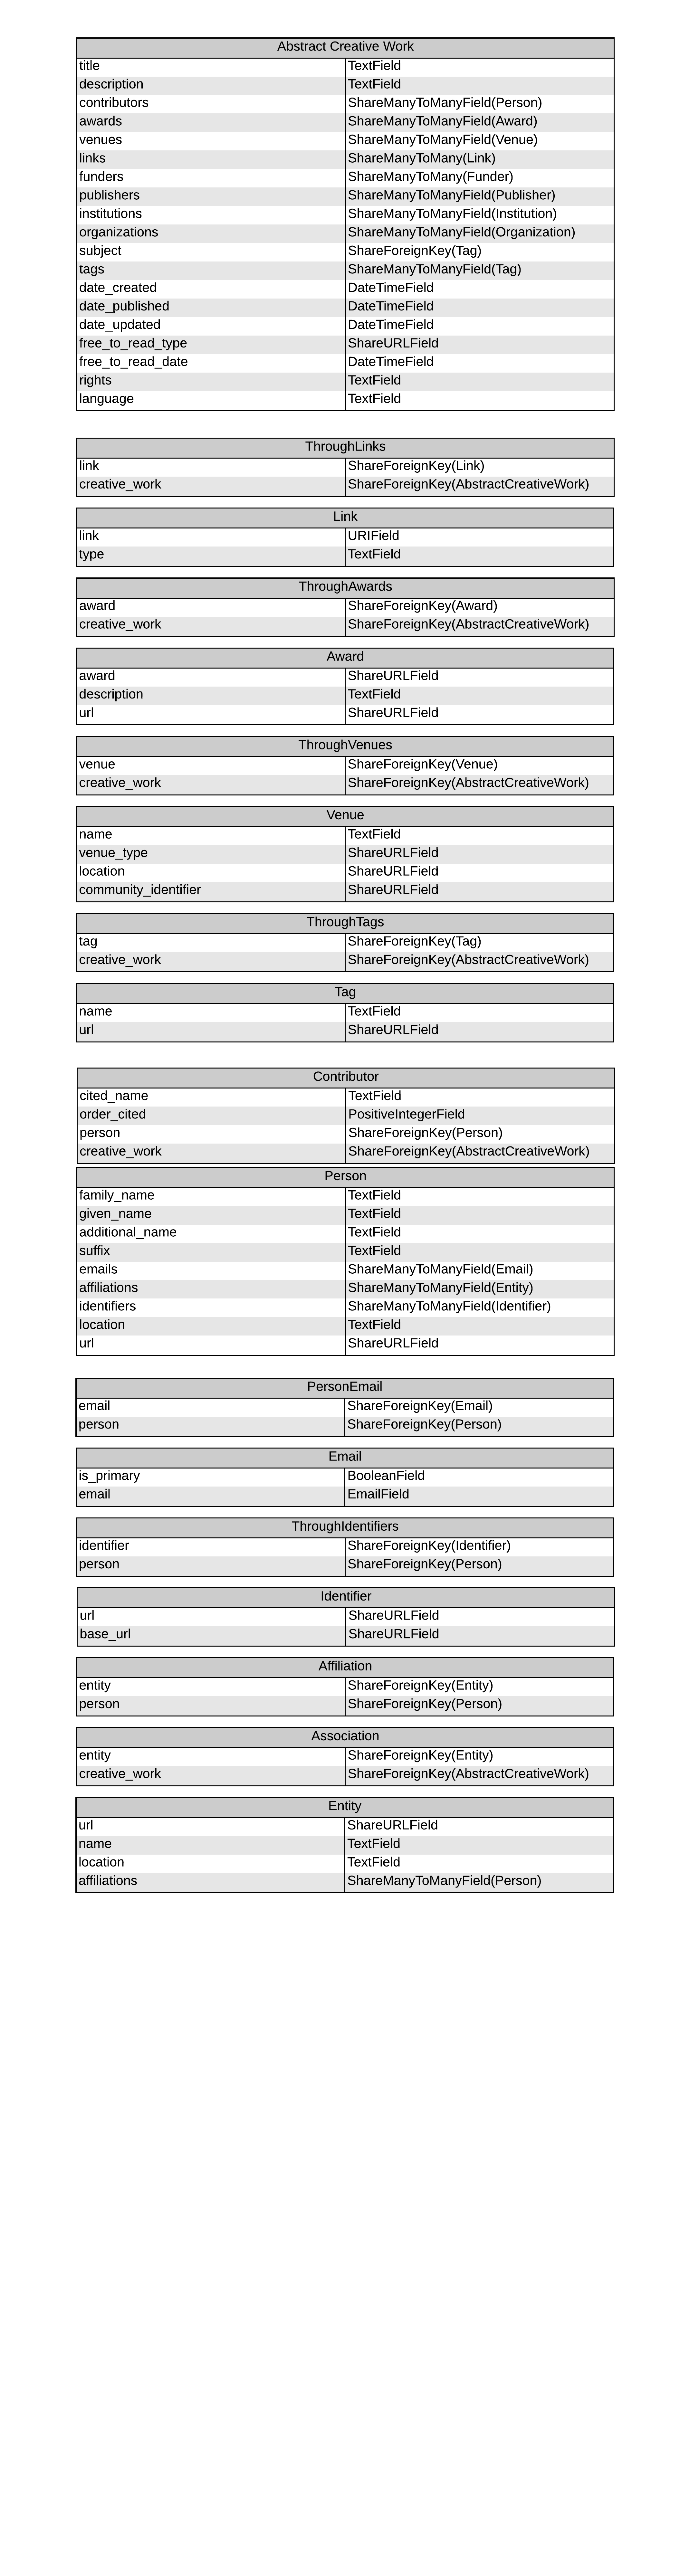 Abstract Creative Work
title TextField
description TextField
contributors ShareManyToManyField(Person)
awards ShareManyToManyField(Award)
venues ShareManyToManyField(Venue)
links ShareManyToMany(Link)
funders ShareManyToMany(Funder)
publishers ShareManyToManyField(Publisher)
institutions ShareManyToManyField(Institution)
organizations ShareManyToManyField(Organization)
subject ShareForeignKey(Tag)
tags ShareManyToManyField(Tag)
date_created DateTimeField
date_published DateTimeField
date_updated DateTimeField
free_to_read_type ShareURLField
free_to_read_date DateTimeField
rights TextField
language TextField
ThroughLinks
link ShareForeignKey(Link)
creative_work ShareForeignKey(AbstractCreativeWork)
Link
link URIField
type TextField
ThroughAwards
award ShareForeignKey(Award)
creative_work ShareForeignKey(AbstractCreativeWork)
Award
award ShareURLField
description TextField
url ShareURLField
ThroughVenues
venue ShareForeignKey(Venue)
creative_work ShareForeignKey(AbstractCreativeWork)
Venue
name TextField
venue_type ShareURLField
location ShareURLField
community_identifier ShareURLField
ThroughTags
tag ShareForeignKey(Tag)
creative_work ShareForeignKey(AbstractCreativeWork)
Tag
name TextField
url ShareURLField
Contributor
cited_name TextField
order_cited PositiveIntegerField
person ShareForeignKey(Person)
creative_work ShareForeignKey(AbstractCreativeWork)
Person
family_name TextField
given_name TextField
additional_name TextField
suffix TextField
emails ShareManyToManyField(Email)
affiliations ShareManyToManyField(Entity)
identifiers ShareManyToManyField(Identifier)
location TextField
url ShareURLField
PersonEmail
email ShareForeignKey(Email)
person ShareForeignKey(Person)
Email
is_primary BooleanField
email EmailField
ThroughIdentifiers
identifier ShareForeignKey(Identifier)
person ShareForeignKey(Person)
Identifier
url ShareURLField
base_url ShareURLField
Affiliation
entity ShareForeignKey(Entity)
person ShareForeignKey(Person)
Association
entity ShareForeignKey(Entity)
creative_work ShareForeignKey(AbstractCreativeWork)
Entity
url ShareURLField
name TextField
location TextField
affiliations ShareManyToManyField(Person)